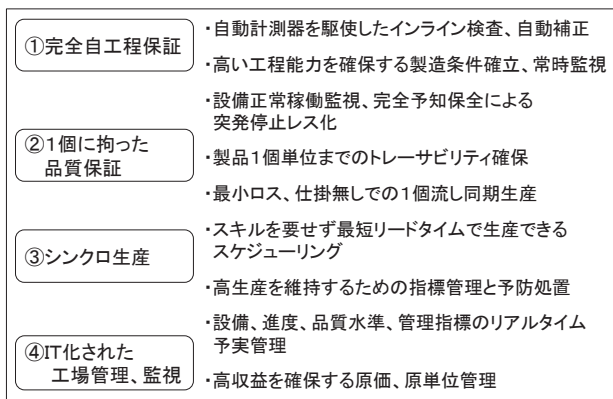 ①完全自工程保証
・自動計測器を駆使したインライン検査、自動補正
・高い工程能力を確保する製造条件確立、常時監視
・設備正常稼働監視、完全予知保全による
突発停止レス化
②1個に拘った
品質保証
・製品1個単位までのトレーサビリティ確保
・最小ロス、仕掛無しでの1個流し同期生産
③シンクロ生産
・スキルを要せず最短リードタイムで生産できる
スケジューリング
・高生産を維持するための指標管理と予防処置
④IT化された
工場管理、監視
・設備、進度、品質水準、管理指標のリアルタイム
予実管理
・高収益を確保する原価、原単位管理